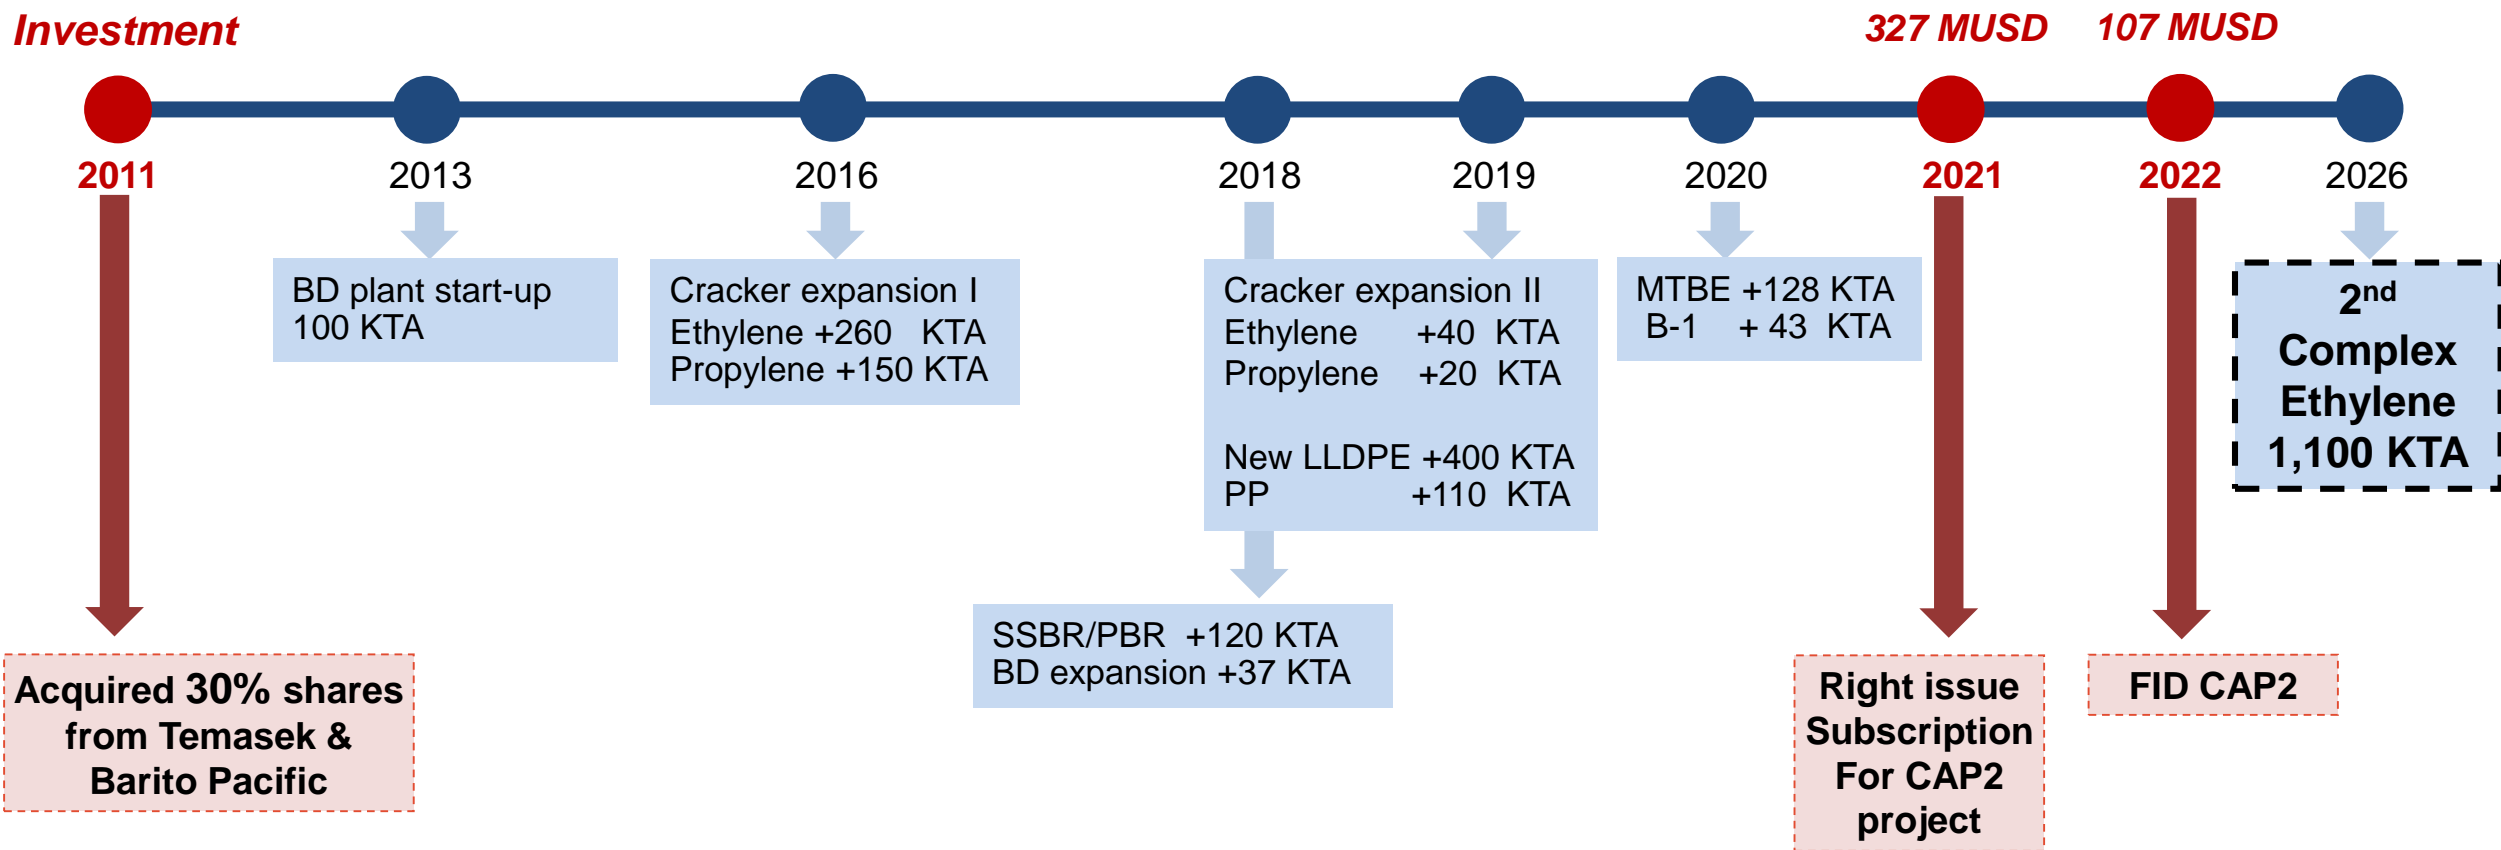 Investment
327 MUSD
107 MUSD
2011
2013
2016
2018
2019
2020
2021
2022
2026
BD plant start-up
100 KTA
Cracker expansion I
Ethylene +260 KTA
Propylene +150 KTA
Cracker expansion II
Ethylene +40 KTA
Propylene +20 KTA
New LLDPE +400 KTA
PP +110 KTA
MTBE +128 KTA
B-1 + 43 KTA
2nd
Complex
Ethylene
1,100 KTA
SSBR/PBR +120 KTA
BD expansion +37 KTA
Acquired 30% shares
from Temasek &
Barito Pacific
Right issue
Subscription
For CAP2
project
FID CAP2